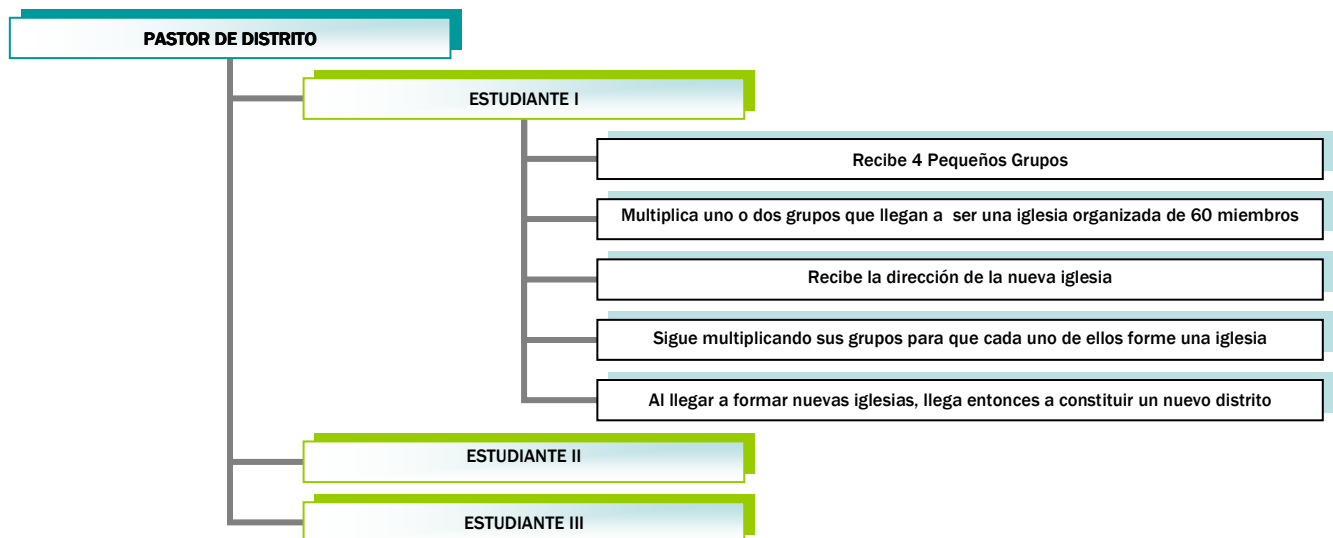 PASTOR DE DISTRITO
ESTUDIANTE I
Recibe 4 Pequeños Grupos
Multiplica uno o dos grupos que llegan a ser una iglesia organizada de 60 miembros
Recibe la dirección de la nueva iglesia
Sigue multiplicando sus grupos para que cada uno de ellos forme una iglesia
Al llegar a formar nuevas iglesias, llega entonces a constituir un nuevo distrito
ESTUDIANTE II
ESTUDIANTE III